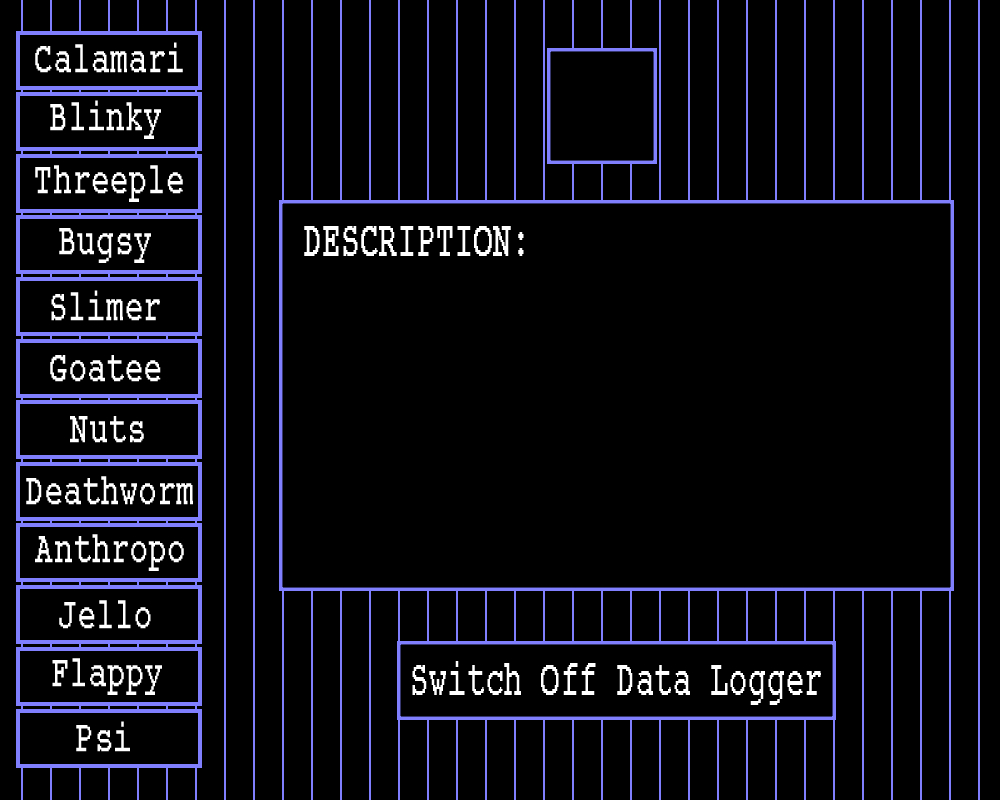 Calamari
Blinky
Threeple
Bugsy
Slimer
Goatee
Nuts
Deathworm
Anthropo
Jello
Flappy
Psi
DESCRIPTION:
Switch Off Data Logger